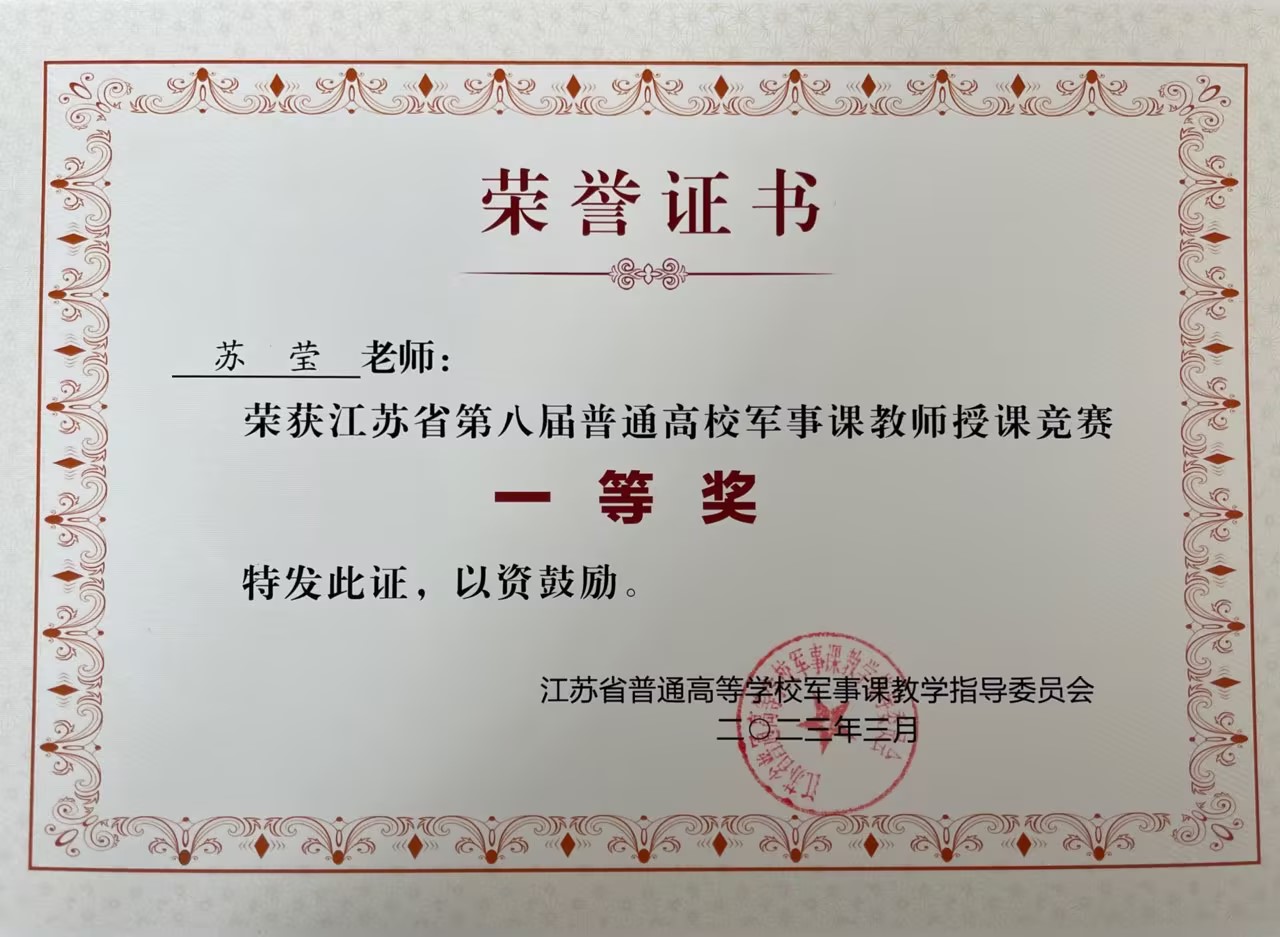 荣誉证书
苏 莹 老师：
荣获江苏省第八届普通高校军事课教师授课竞赛
一等奖
特发此证，以资鼓励。
江苏省普通高等学校军事课教学指导委员会
二〇二三年三月